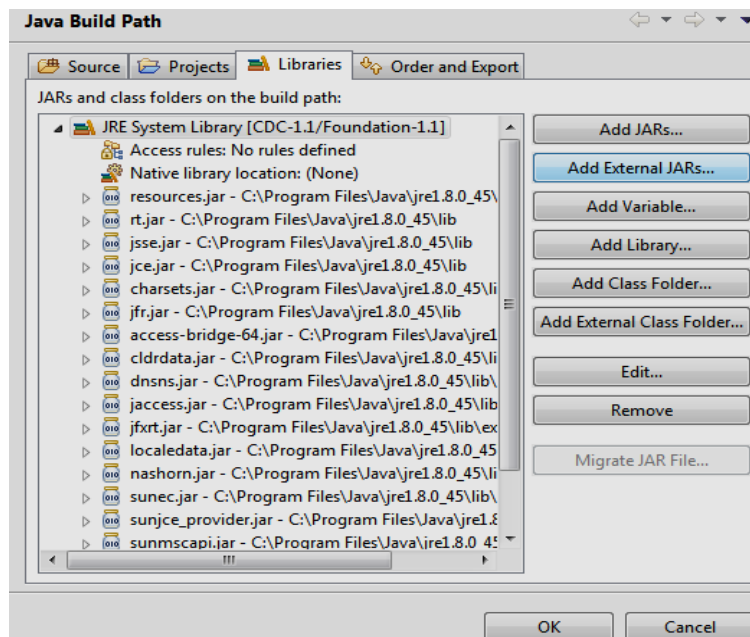 Java Build Path
Source Projects Libraries Order and Export
JARs and class folders on the build path:
JRE System Library [CDC-1.1/Foundation-1.1]
Access rules: No rules defined
Native library location: (None)
resources.jar - C:\Program Files\Java\jre1.8.0_45\
rt.jar - C:\Program Files\Java\jre1.8.0_45\lib
jsse.jar - C:\Program Files\Java\jre1.8.0_45\lib
jce.jar - C:\Program Files\Java\jre1.8.0_45\lib
charsets.jar - C:\Program Files\Java\jre1.8.0_45\li
jfr.jar - C:\Program Files\Java\jre1.8.0_45\lib
access-bridge-64.jar - C:\Program Files\Java\jre1
cldrdata.jar - C:\Program Files\Java\jre1.8.0_45\li
dnsns.jar - C:\Program Files\Java\jre1.8.0_45\lib\
jaccess.jar - C:\Program Files\Java\jre1.8.0_45\lib
jfxrt.jar - C:\Program Files\Java\jre1.8.0_45\lib\ex
localedata.jar - C:\Program Files\Java\jre1.8.0_45
nashorn.jar - C:\Program Files\Java\jre1.8.0_45\li
sunec.jar - C:\Program Files\Java\jre1.8.0_45\lib\
sunjce_provider.jar - C:\Program Files\Java\jre1.8
sunmscapi.jar - C:\Program Files\Java\jre1.8.0_45
Add JARs...
Add External JARs...
Add Variable...
Add Library...
Add Class Folder...
Add External Class Folder...
Edit...
Remove
Migrate JAR File...
OK Cancel